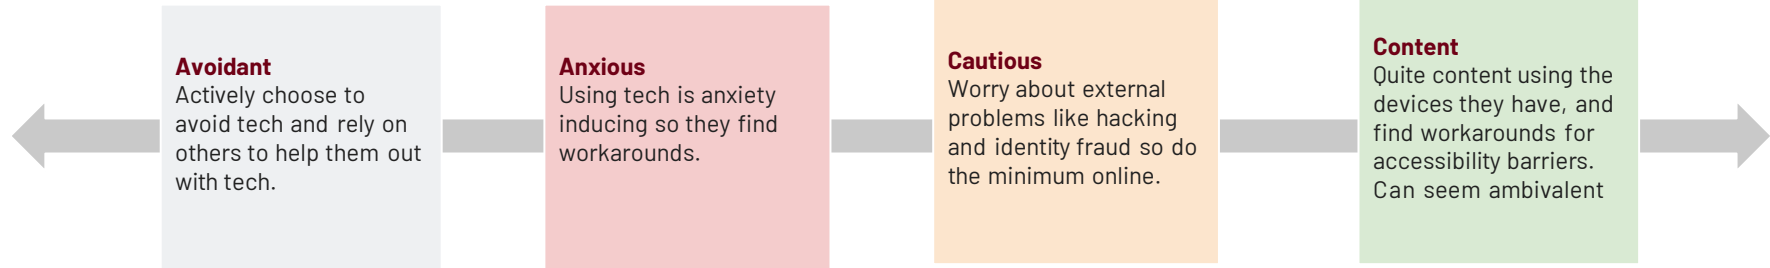 Avoidant
Actively choose to
avoid tech and rely on
others to help them out
with tech.
Anxious
Using tech is anxiety
inducing so they find
workarounds.
Cautious
Worry about external
problems like hacking
and identity fraud so do
the minimum online.
Content
Quite content using the
devices they have, and
find workarounds for
accessibility barriers.
Can seem ambivalent